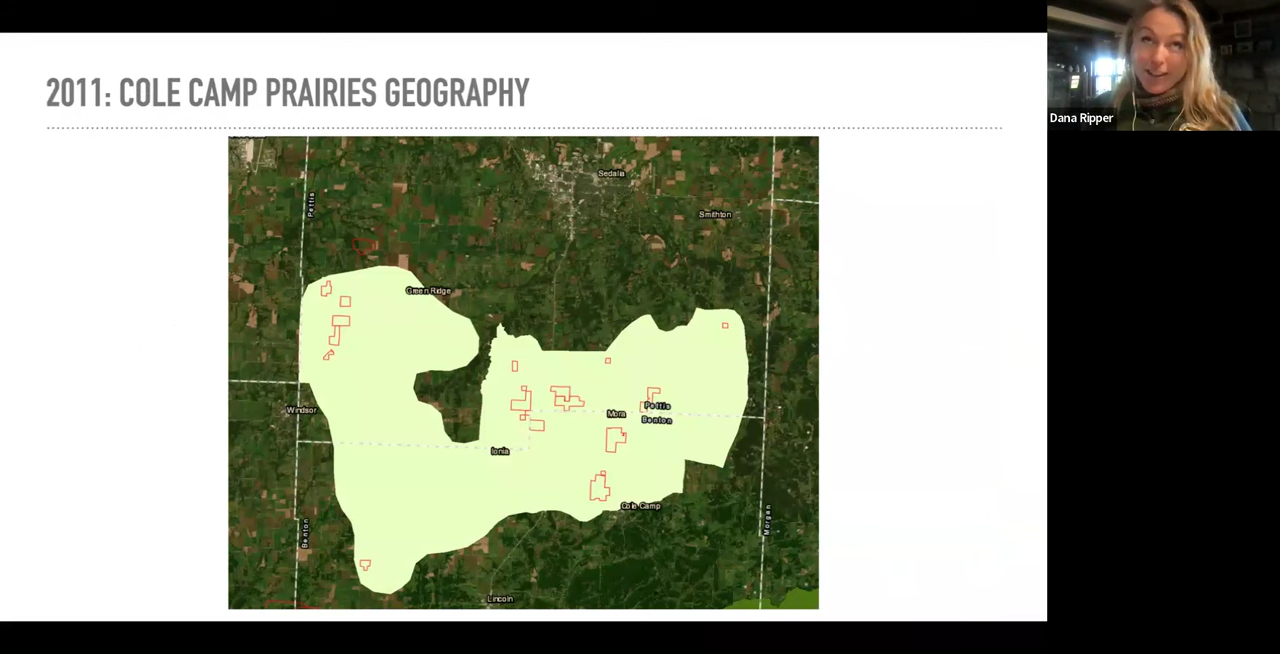 2011: COLE CAMP PRAIRIES GEOGRAPHY
Dana Ripper
Sedalia
Pettis
Smithton
Green Ridge
Windsor
Pettis
Mora
Benton
Ionia
Cole Camp
Benton
Morgan
Lincoln